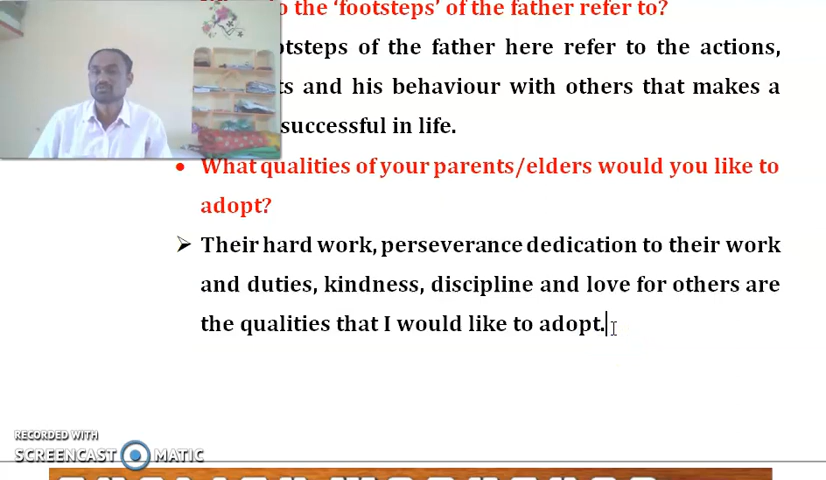 to the ‘footsteps’ of the father refer to?
otsteps of the father here refer to the actions,
ts and his behaviour with others that makes a
successful in life.
• What qualities of your parents/elders would you like to
adopt?
➢ Their hard work, perseverance dedication to their work
and duties, kindness, discipline and love for others are
the qualities that I would like to adopt.
RECORDED WITH
SCREENCAST MATIC